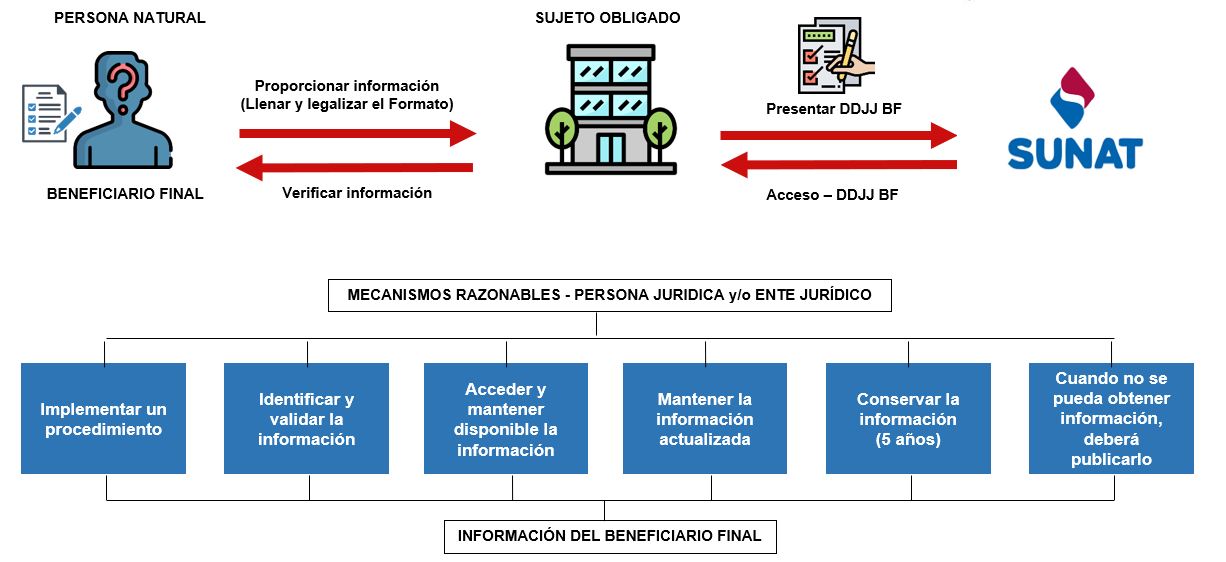 PERSONA NATURAL
SUJETO OBLIGADO
Proporcionar información
(Llenar y legalizar el Formato)
Presentar DDJJ BF
SUNAT
BENEFICIARIO FINAL
Verificar información
Acceso – DDJJ BF
MECANISMOS RAZONABLES - PERSONA JURIDICA y/o ENTE JURÍDICO
Implementar un
procedimiento
Identificar y
validar la
información
Acceder y
mantener
disponible la
información
Mantener la
información
actualizada
Conservar la
información
(5 años)
Cuando no se
pueda obtener
información,
deberá
publicarlo
INFORMACIÓN DEL BENEFICIARIO FINAL